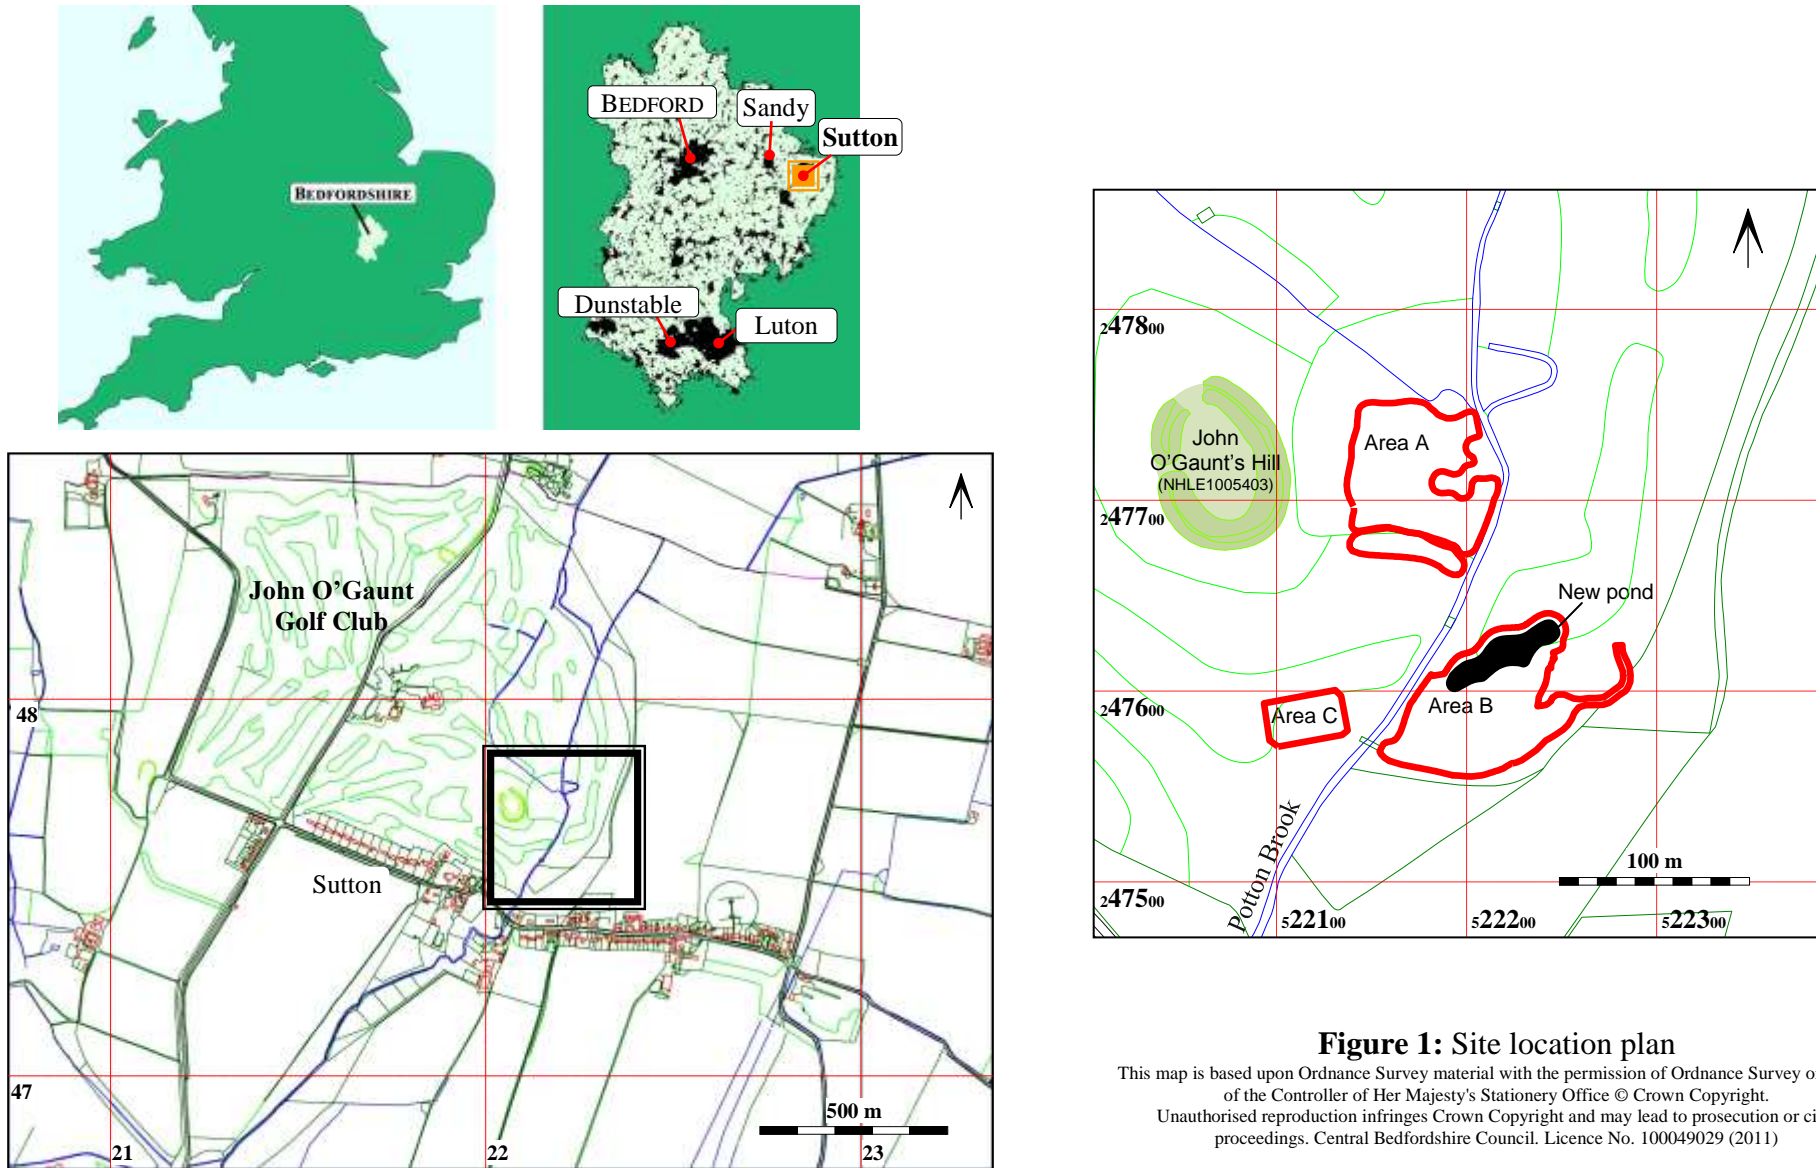 BEDFORDSHIRE
BEDFORD
Sandy
Sutton
Dunstable
Luton
John O'Gaunt
Golf Club
48
Sutton
47
500 m
21
22
23
247800
John
O'Gaunt's Hill
(NHLE1005403)
Area A
247700
New pond
247600
Area C
Area B
Potton Brook
100 m
247500
522100
522200
522300
Figure 1: Site location plan
This map is based upon Ordnance Survey material with the permission of Ordnance Survey o
of the Controller of Her Majesty's Stationery Office © Crown Copyright.
Unauthorised reproduction infringes Crown Copyright and may lead to prosecution or ci
proceedings. Central Bedfordshire Council. Licence No. 100049029 (2011)